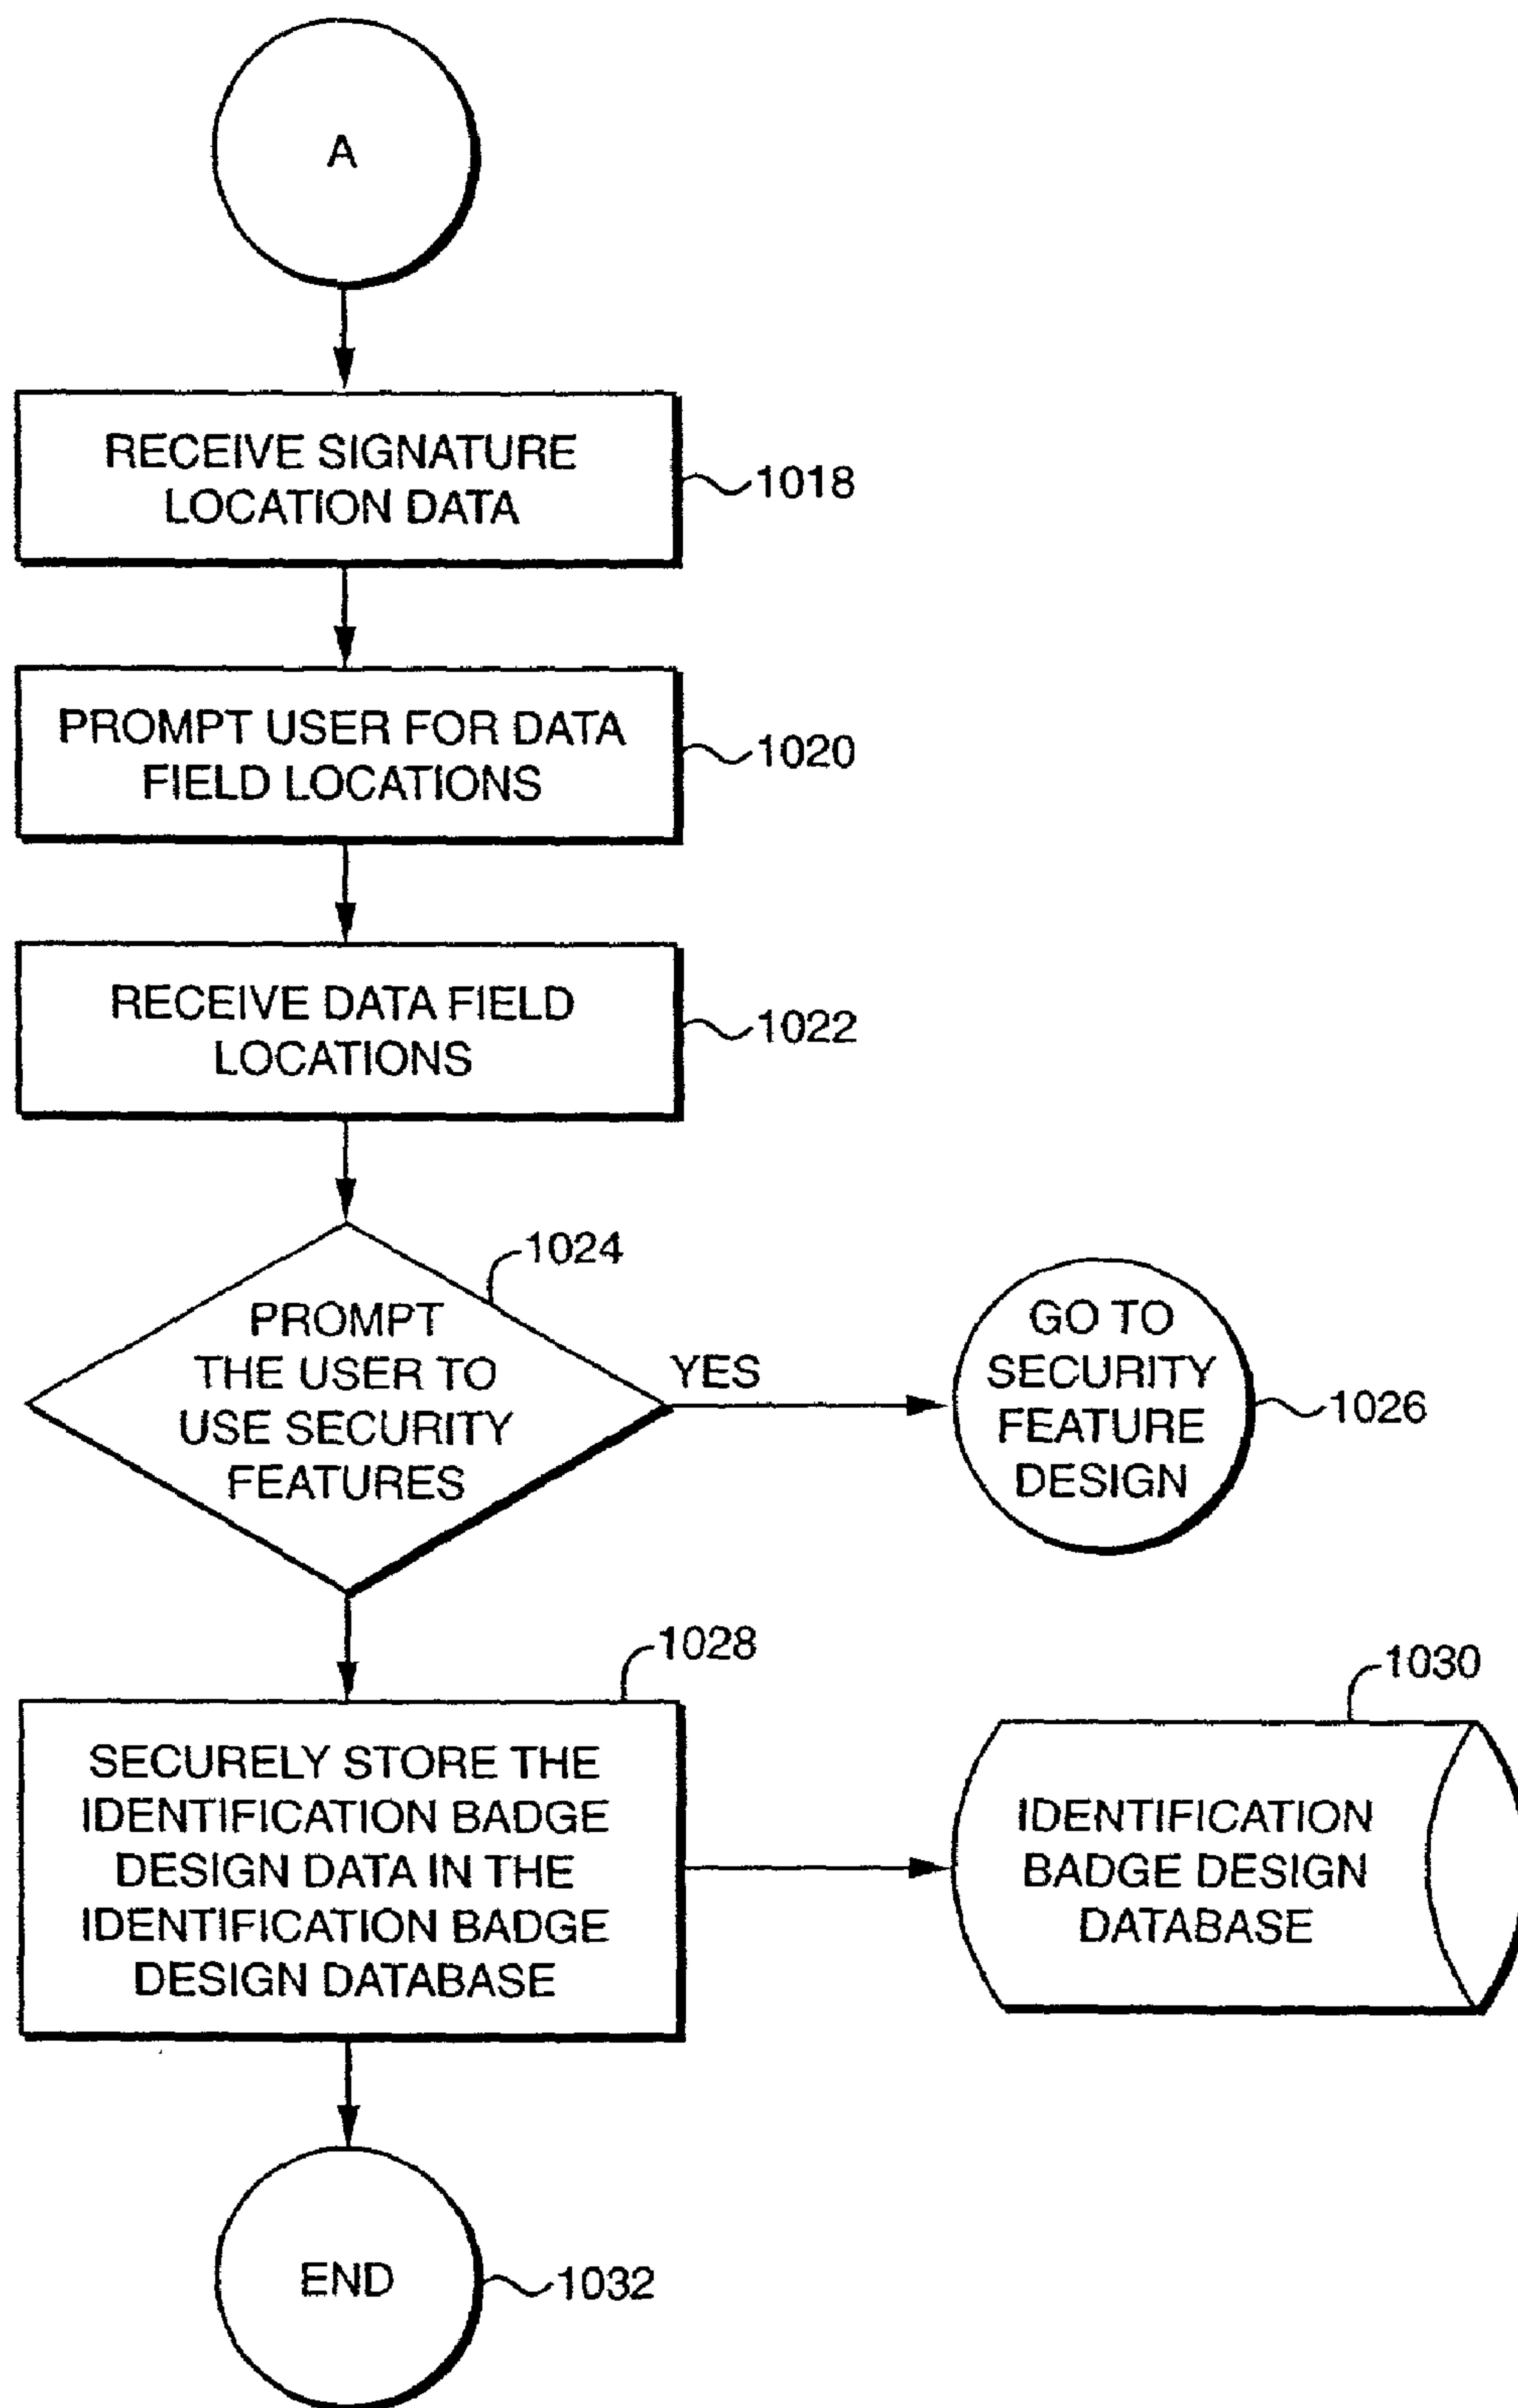 A
RECEIVE SIGNATURE
LOCATION DATA
1018
PROMPT USER FOR DATA
FIELD LOCATIONS
1020
RECEIVE DATA FIELD
LOCATIONS
1022
1024
PROMPT
THE USER TO
USE SECURITY
FEATURES
YES
GO TO
SECURITY
FEATURE
DESIGN
1026
1028
SECURELY STORE THE
IDENTIFICATION BADGE
DESIGN DATA IN THE
IDENTIFICATION BADGE
DESIGN DATABASE
1030
IDENTIFICATION
BADGE DESIGN
DATABASE
END
1032